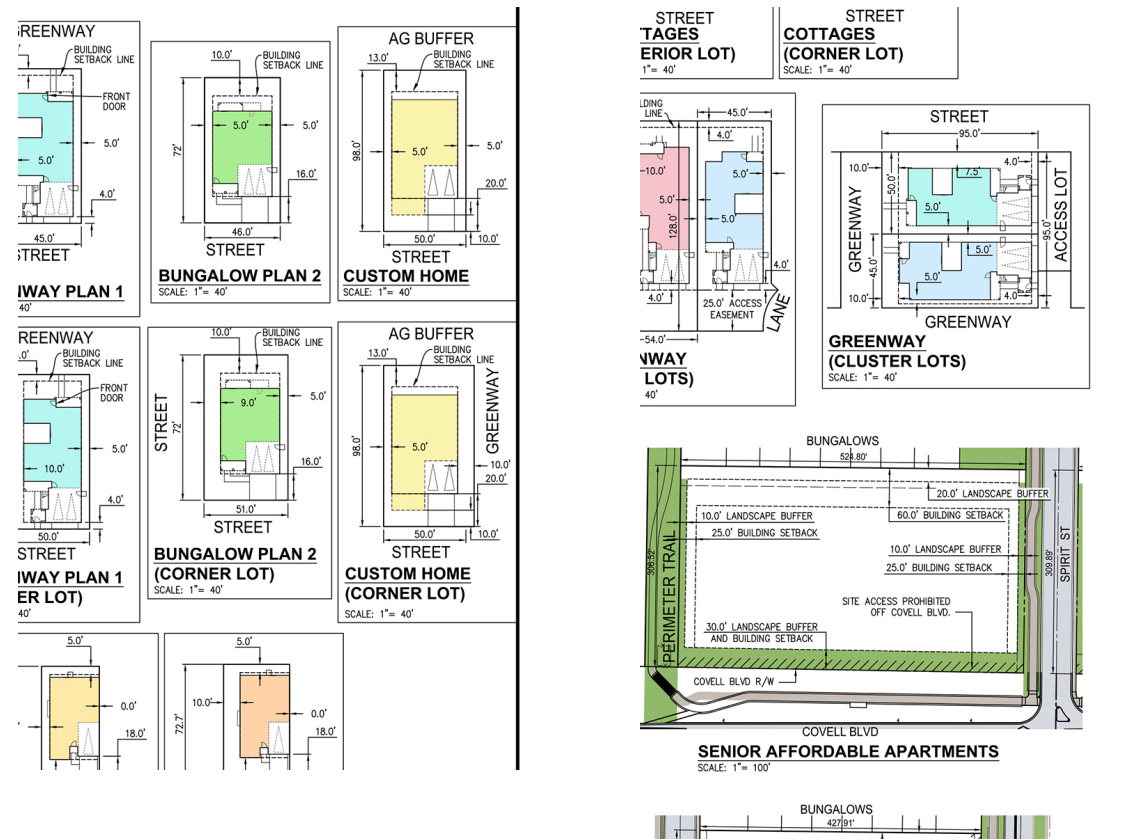 GREENWAY
BUILDING
SETBACK LINE
FRONT
DOOR
5.0'
5.0'
4.0'
45.0'
STREET
NWAY PLAN 1
40'
10.0'
BUILDING
SETBACK LINE
72'
5.0'
5.0'
16.0'
46.0'
STREET
BUNGALOW PLAN 2
SCALE: 1"= 40'
AG BUFFER
13.0'
BUILDING
SETBACK LINE
98.0'
5.0'
5.0'
20.0'
50.0'
10.0'
STREET
CUSTOM HOME
SCALE: 1"= 40'
REENWAY
.0'
BUILDING
SETBACK LINE
FRONT
DOOR
5.0'
10.0'
4.0'
50.0'
STREET
NWAY PLAN 1
ER LOT)
40'
10.0'
BUILDING
SETBACK LINE
STREET
72'
9.0'
5.0'
16.0'
51.0'
STREET
BUNGALOW PLAN 2
(CORNER LOT)
SCALE: 1"= 40'
AG BUFFER
13.0'
BUILDING
SETBACK LINE
GREENWAY
98.0'
5.0'
10.0'
20.0'
50.0'
10.0'
STREET
CUSTOM HOME
(CORNER LOT)
SCALE: 1"= 40'
5.0'
0.0'
18.0'
5.0'
10.0'
72.7'
0.0'
18.0'
STREET
TTAGES
ERIOR LOT)
1"= 40'
STREET
COTTAGES
(CORNER LOT)
SCALE: 1"= 40'
LDING
LINE
45.0'
4.0'
10.0'
5.0'
5.0'
5.0'
128.0'
4.0'
4.0'
25.0' ACCESS
EASEMENT
LANE
54.0'
NWAY
LOTS)
40'
STREET
95.0'
10.0'
4.0'
7.5'
50.0'
5.0'
GREENWAY
95.0'
ACCESS LOT
45.0'
5.0'
5.0'
10.0'
4.0'
GREENWAY
GREENWAY
(CLUSTER LOTS)
SCALE: 1"= 40'
BUNGALOWS
524.80'
20.0' LANDSCAPE BUFFER
10.0' LANDSCAPE BUFFER
60.0' BUILDING SETBACK
25.0' BUILDING SETBACK
10.0' LANDSCAPE BUFFER
25.0' BUILDING SETBACK
306.52'
PERIMETER TRAIL
309.89'
SPIRIT ST
SITE ACCESS PROHIBITED
OFF COVELL BLVD.
30.0' LANDSCAPE BUFFER
AND BUILDING SETBACK
COVELL BLVD R/W
COVELL BLVD
SENIOR AFFORDABLE APARTMENTS
SCALE: 1"= 100'
BUNGALOWS
427.91'